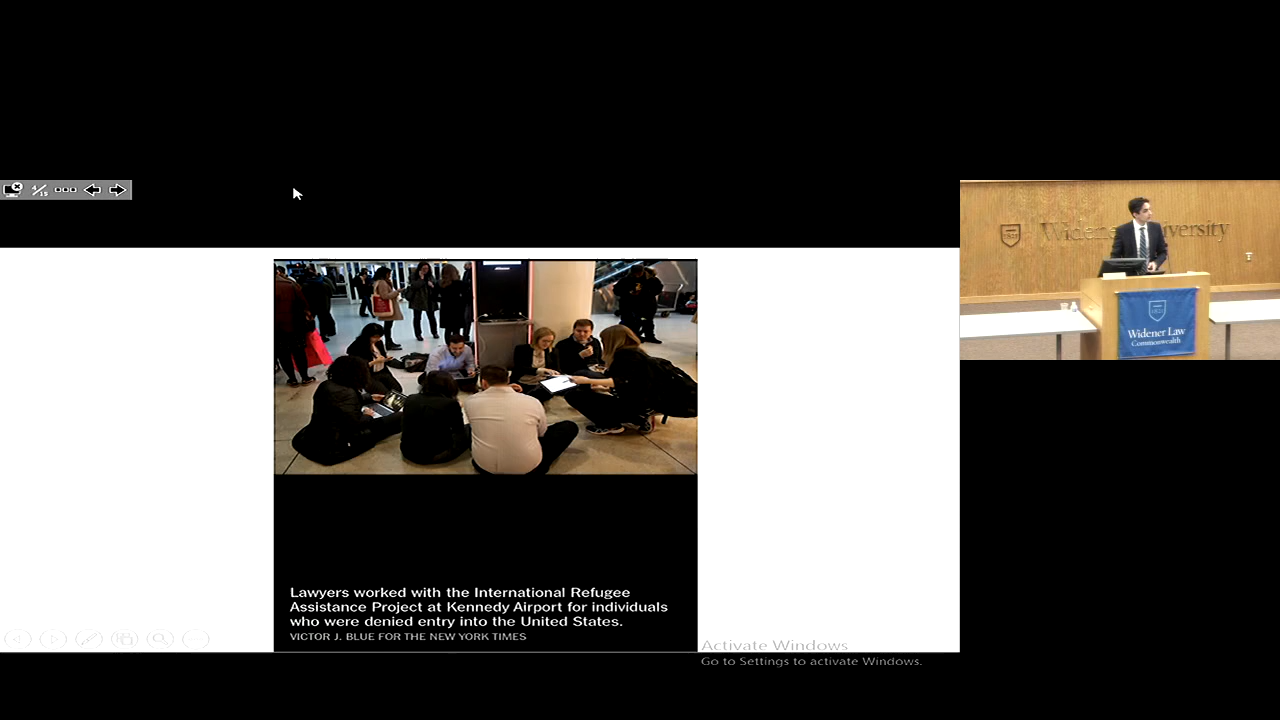 Widener University
Widener Law
Commonwealth
Lawyers worked with the International Refugee
Assistance Project at Kennedy Airport for individuals
who were denied entry into the United States.
VICTOR J. BLUE FOR THE NEW YORK TIMES
Activate Windows
Go to Settings to activate Windows.